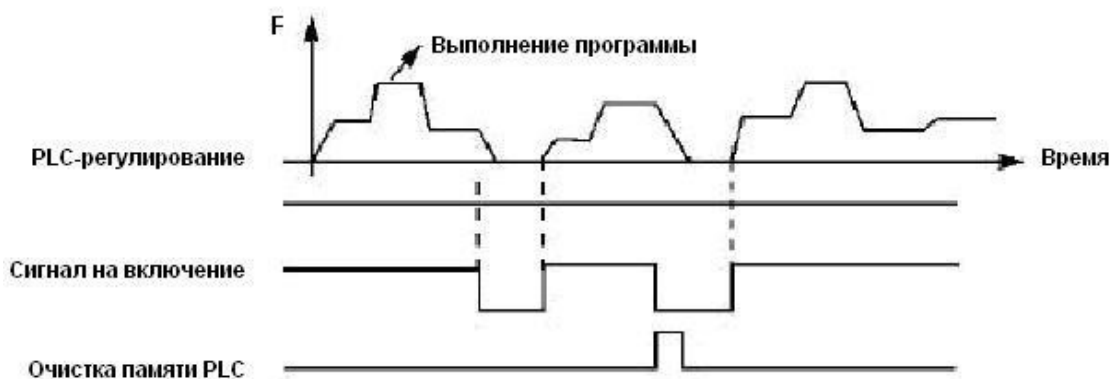 F
Выполнение программы
PLC-регулирование
Время
Сигнал на включение
Очистка памяти PLC